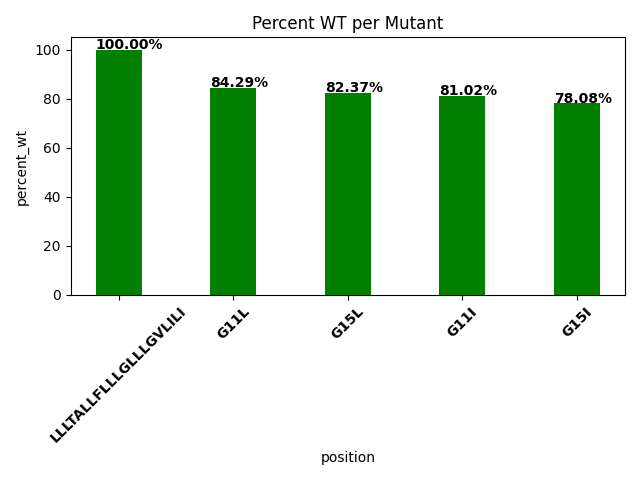 Percent WT per Mutant
percent_wt
100
80
60
40
20
0
100.00%
84.29%
82.37%
81.02%
78.08%
LLLTALLFLLLGLLLGVLILI
G11L
G15L
G11I
G15I
position